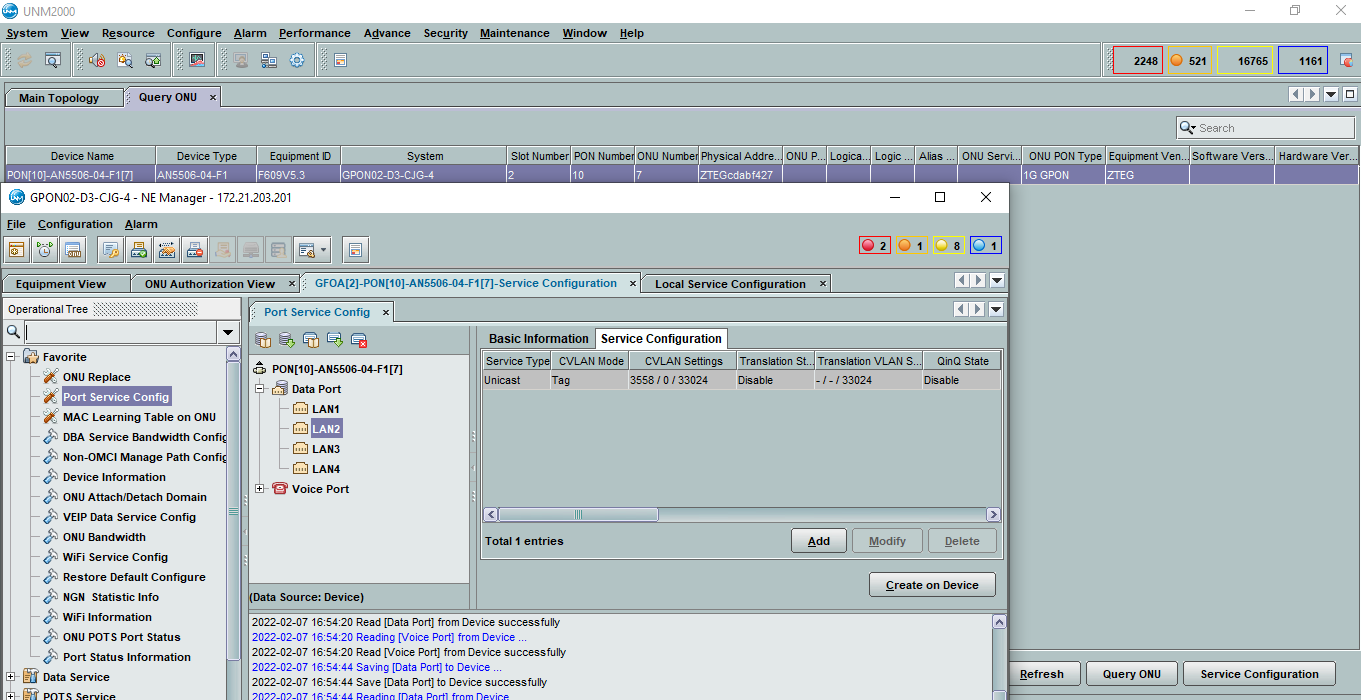 UNM2000
System View Resource Configure Alarm Performance Advance Security Maintenance Window Help
2248 521 16765 1161
Main Topology Query ONU
Search
Device Name Device Type Equipment ID System Slot Number PON Number ONU Number Physical Addre... ONU P... Logica... Logic ... Alias ... ONU Servi... ONU PON Type Equipment Ven... Software Vers... Hardware Ver...
PON[10]-AN5506-04-F1[7] AN5506-04-F1 F609V5.3 GPON02-D3-CJG-4 2 10 7 ZTEGcdabf427 1G GPON ZTEG
GPON02-D3-CJG-4 - NE Manager - 172.21.203.201
File Configuration Alarm
2 1 8 1
Equipment View ONU Authorization View GFOA[2]-PON[10]-AN5506-04-F1[7]-Service Configuration Local Service Configuration
Operational Tree
Favorite
ONU Replace
Port Service Config
MAC Learning Table on ONU
DBA Service Bandwidth Config
Non-OMCI Manage Path Config
Device Information
ONU Attach/Detach Domain
VEIP Data Service Config
ONU Bandwidth
WiFi Service Config
Restore Default Configure
NGN Statistic Info
WiFi Information
ONU POTS Port Status
Port Status Information
Data Service
POTS Service
Port Service Config
PON[10]-AN5506-04-F1[7]
Data Port
LAN1
LAN2
LAN3
LAN4
Voice Port
(Data Source: Device)
Basic Information Service Configuration
Service Type CVLAN Mode CVLAN Settings Translation St... Translation VLAN S... QinQ State
Unicast Tag 3558 / 0 / 33024 Disable - / - / 33024 Disable
Total 1 entries
Add Modify Delete
Create on Device
2022-02-07 16:54:20 Read [Data Port] from Device successfully
2022-02-07 16:54:20 Reading [Voice Port] from Device ...
2022-02-07 16:54:20 Read [Voice Port] from Device successfully
2022-02-07 16:54:44 Saving [Data Port] to Device ...
2022-02-07 16:54:44 Save [Data Port] to Device successfully
2022-02-07 16:54:44 Reading [Data Port] from Device
Refresh Query ONU Service Configuration